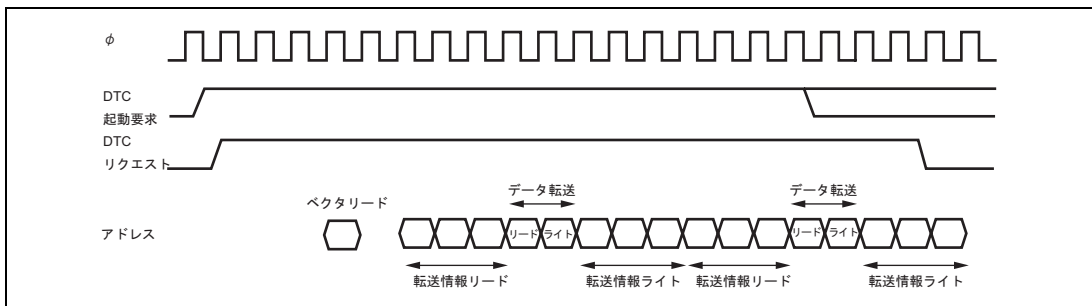 φ
DTC
起動要求
DTC
リクエスト
データ転送
データ転送
ベクタリード
アドレス
リード
ライト
リード
ライト
転送情報リード
転送情報ライト
転送情報リード
転送情報ライト